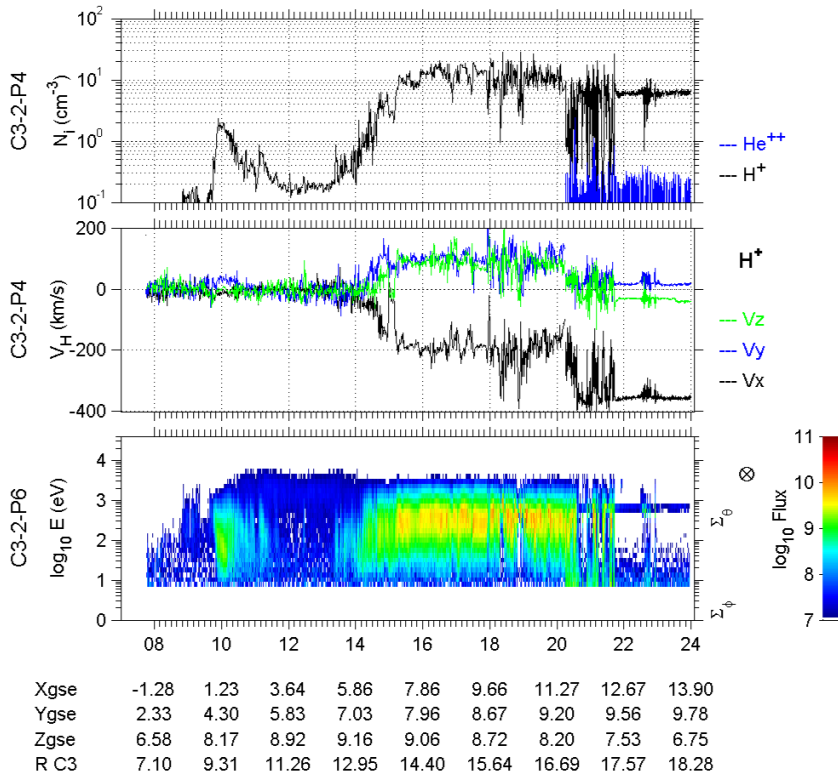 C3-2-P4
N_i (cm^-3)
10^2
10^1
10^0
10^-1
--- He^++
--- H^+
C3-2-P4
V_H (km/s)
200
0
-200
-400
H^+
--- Vz
--- Vy
--- Vx
C3-2-P6
log_10 E (eV)
4
3
2
1
0
⊗
Σ_θ
Σ_ϕ
log_10 Flux
11
10
9
8
7
08 10 12 14 16 18 20 22 24
Xgse -1.28 1.23 3.64 5.86 7.86 9.66 11.27 12.67 13.90
Ygse 2.33 4.30 5.83 7.03 7.96 8.67 9.20 9.56 9.78
Zgse 6.58 8.17 8.92 9.16 9.06 8.72 8.20 7.53 6.75
R C3 7.10 9.31 11.26 12.95 14.40 15.64 16.69 17.57 18.28